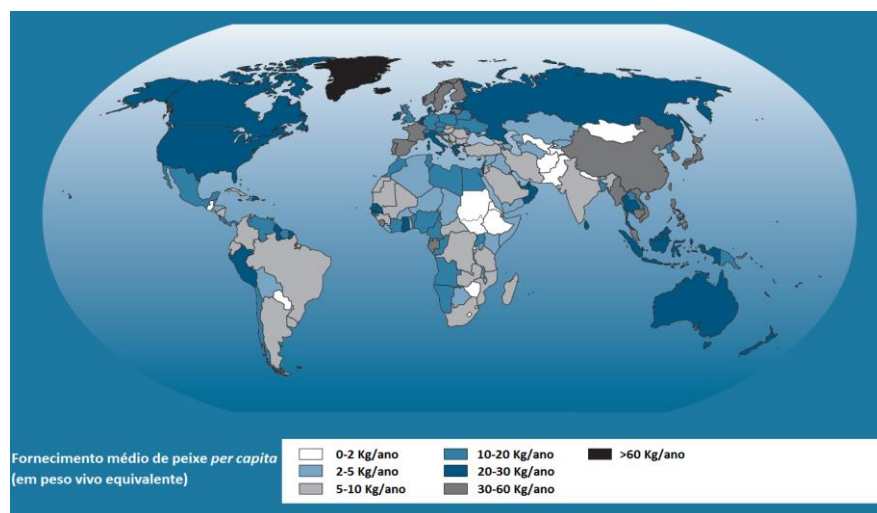 Fornecimento médio de peixe per capita
(em peso vivo equivalente)
0-2 Kg/ano
2-5 Kg/ano
5-10 Kg/ano
10-20 Kg/ano
20-30 Kg/ano
30-60 Kg/ano
>60 Kg/ano